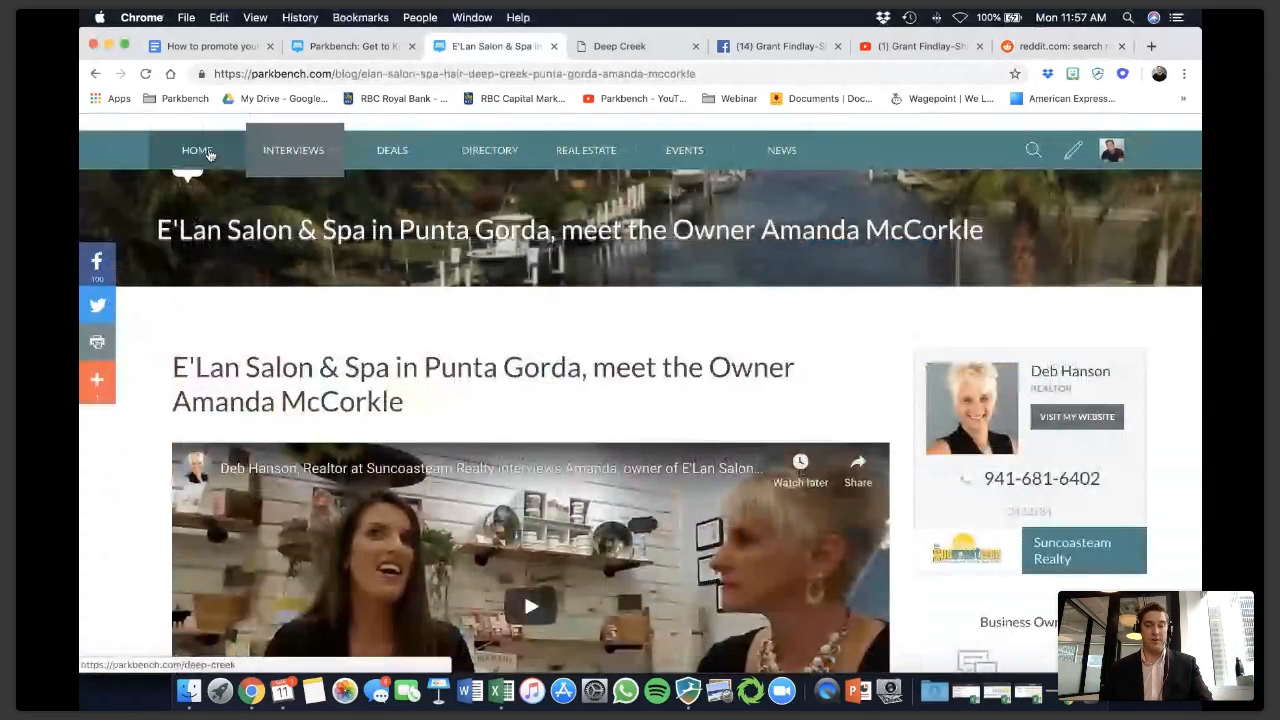 Chrome File Edit View History Bookmarks People Window Help 100% Mon 11:57 AM
How to promote your Parkbench: Get to K E'Lan Salon & Spa in Deep Creek (14) Grant Findlay-Sh (1) Grant Findlay-Sh reddit.com: search r
https://parkbench.com/blog/elan-salon-spa-hair-deep-creek-punta-gorda-amanda-mccorkle
Apps Parkbench My Drive - Google... RBC Royal Bank - ... RBC Capital Mark... Parkbench - YouT... Webinar Documents | Doc... Wagepoint | We L... American Express... »
HOME INTERVIEWS DEALS DIRECTORY REAL ESTATE EVENTS NEWS
E'Lan Salon & Spa in Punta Gorda, meet the Owner Amanda McCorkle
100
E'Lan Salon & Spa in Punta Gorda, meet the Owner
Amanda McCorkle
Deb Hanson
REALTOR
VISIT MY WEBSITE
941-681-6402
Deb Hanson, Realtor at Suncoasteam Realty interviews Amanda, owner of E'Lan Salon...
Watch later Share
Suncoasteam
Realty
Business Ow
https://parkbench.com/deep-creek
11